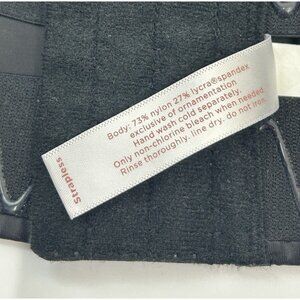 Body: 73% nylon 27% lycra®spandex
exclusive of ornamentation
Hand wash cold separately.
Only non-chlorine bleach when needed.
Rinse thoroughly. line dry. do not iron.
Strapless